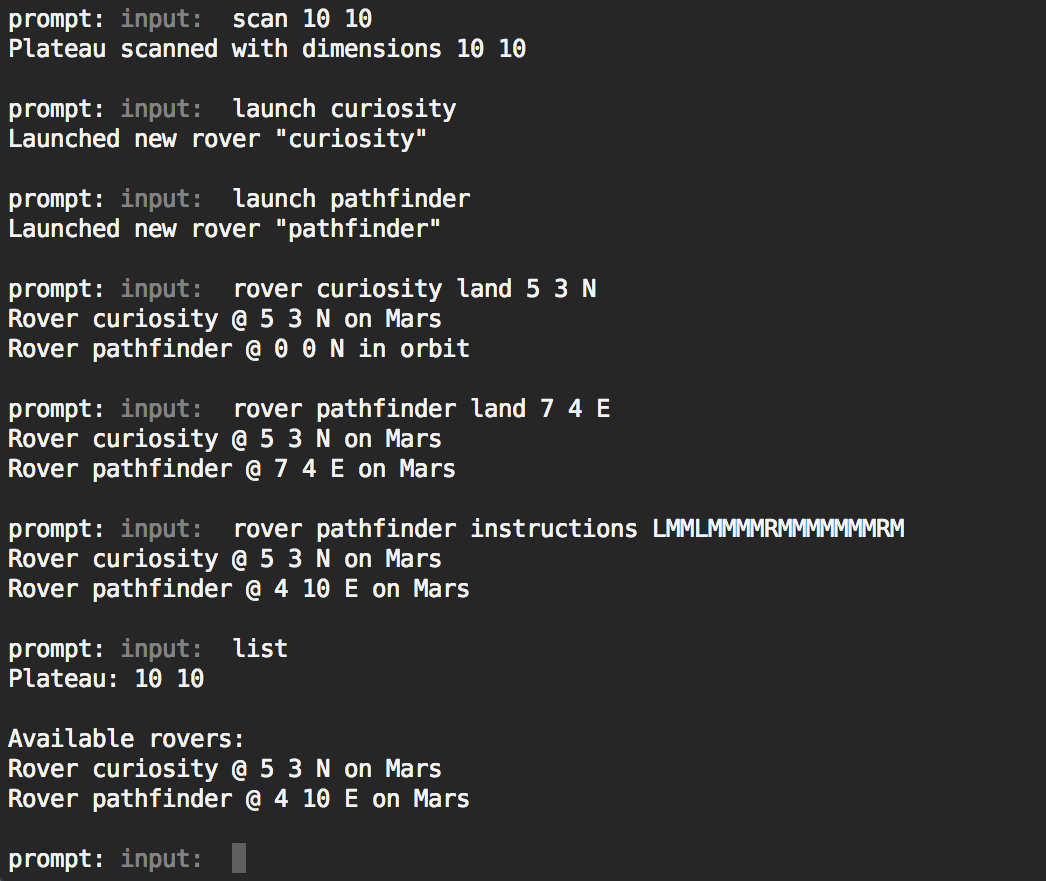 prompt: input:  scan 10 10
Plateau scanned with dimensions 10 10
prompt: input:  launch curiosity
Launched new rover "curiosity"
prompt: input:  launch pathfinder
Launched new rover "pathfinder"
prompt: input:  rover curiosity land 5 3 N
Rover curiosity @ 5 3 N on Mars
Rover pathfinder @ 0 0 N in orbit
prompt: input:  rover pathfinder land 7 4 E
Rover curiosity @ 5 3 N on Mars
Rover pathfinder @ 7 4 E on Mars
prompt: input:  rover pathfinder instructions LMMLMMMMRMMMMMMMRM
Rover curiosity @ 5 3 N on Mars
Rover pathfinder @ 4 10 E on Mars
prompt: input:  list
Plateau: 10 10
Available rovers:
Rover curiosity @ 5 3 N on Mars
Rover pathfinder @ 4 10 E on Mars
prompt: input: